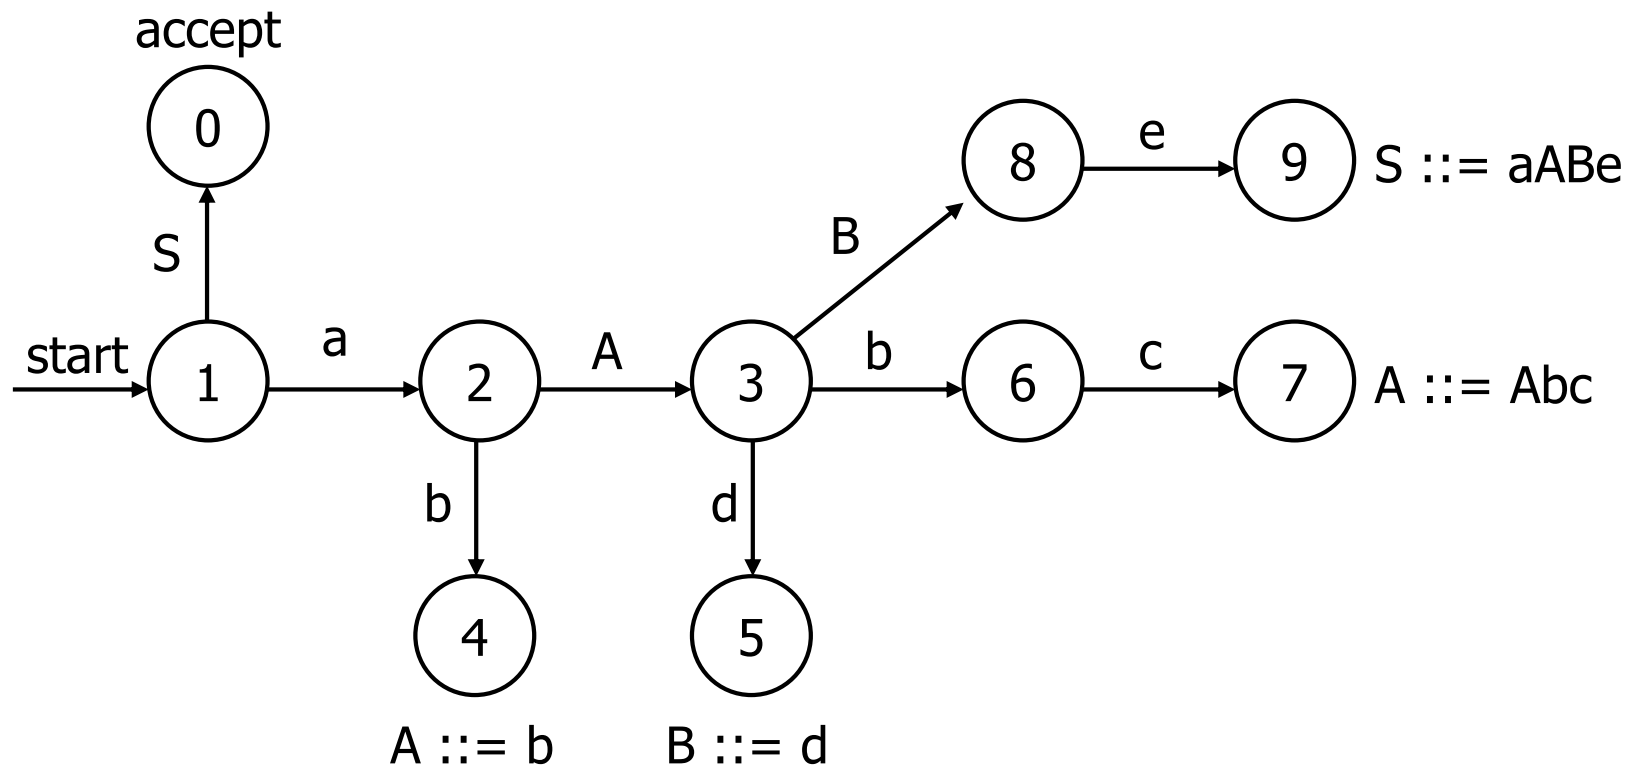 accept
0
8
e
9
S ::= aABe
B
S
start
1
a
2
A
3
b
6
c
7
A ::= Abc
b
d
4
5
A ::= b
B ::= d